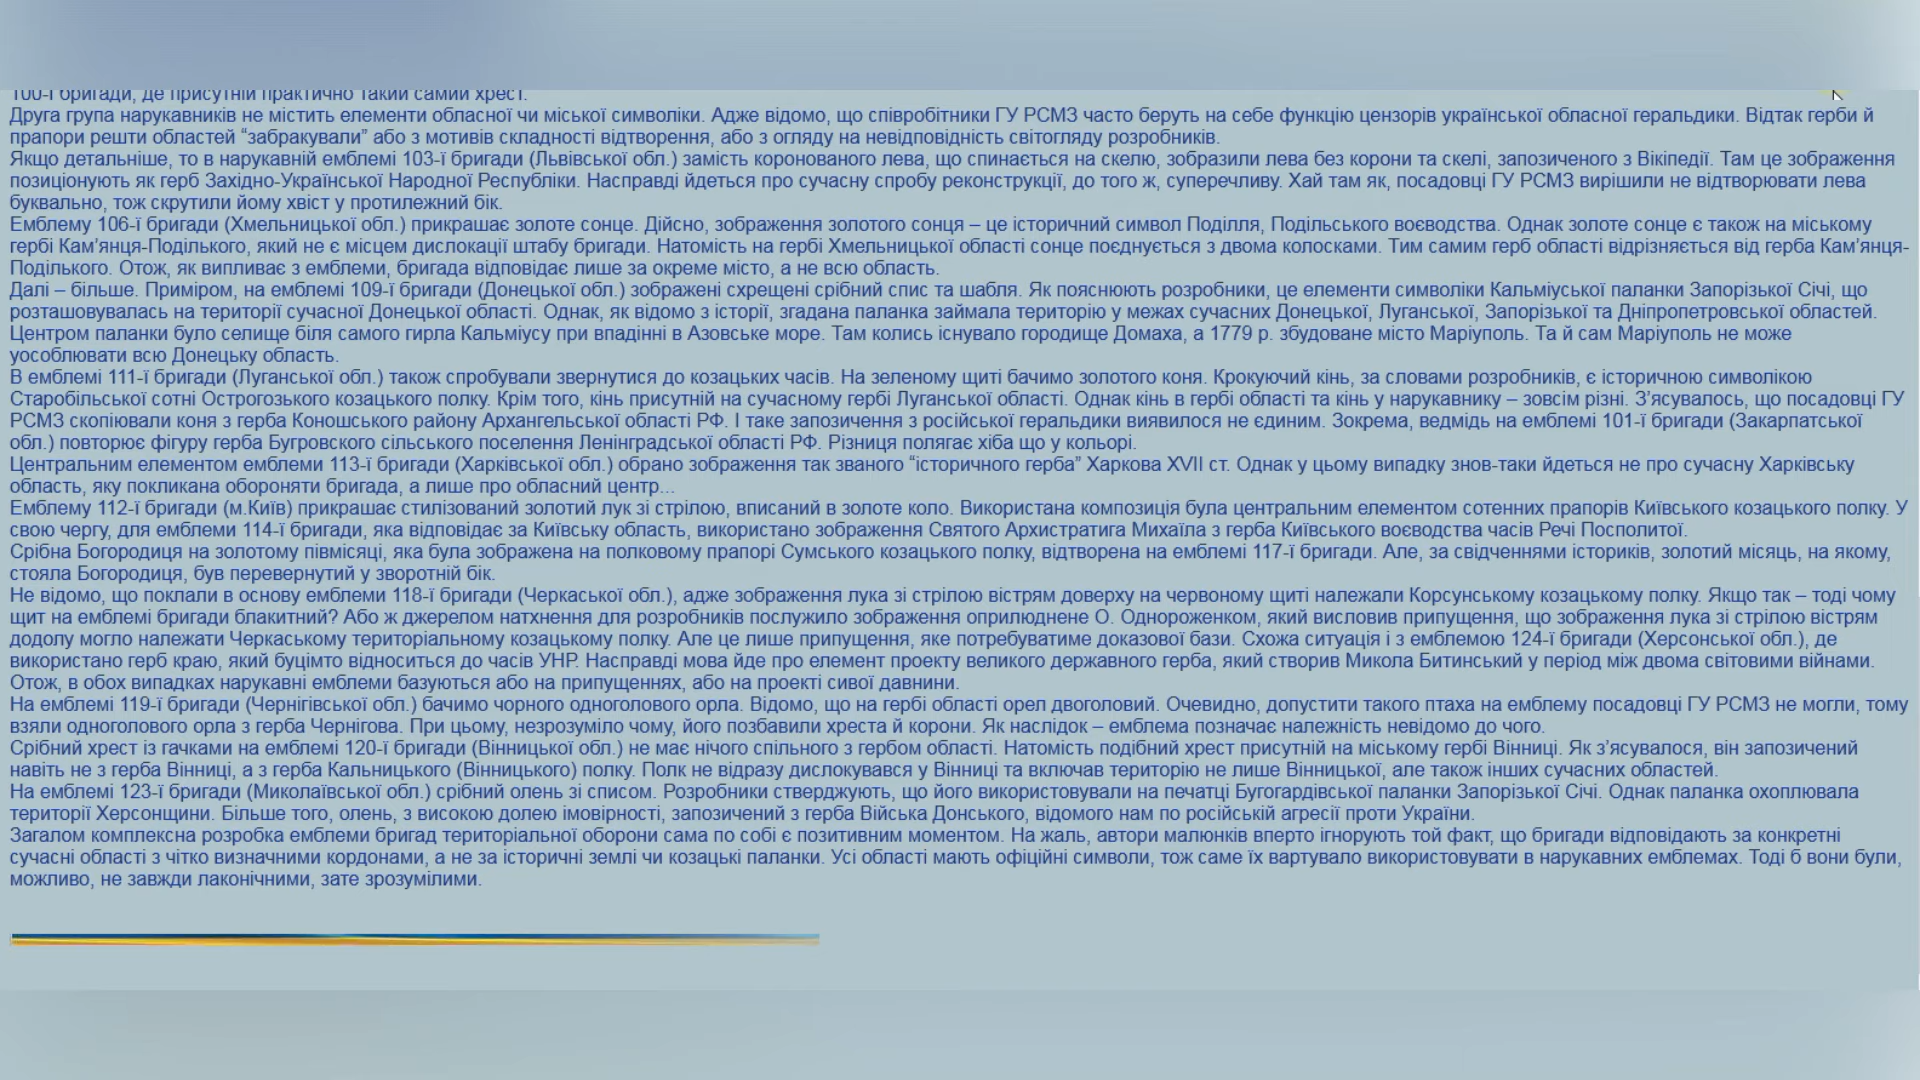 100-ї бригади, де присутній практично такий самий хрест.
Друга група нарукавників не містить елементи обласної чи міської символіки. Адже відомо, що співробітники ГУ РСМЗ часто беруть на себе функцію цензорів української обласної геральдики. Відтак герби й
прапори решти областей “забракували” або з мотивів складності відтворення, або з огляду на невідповідність світогляду розробників.
Якщо детальніше, то в нарукавній емблемі 103-ї бригади (Львівської обл.) замість коронованого лева, що спинається на скелю, зобразили лева без корони та скелі, запозиченого з Вікіпедії. Там це зображення
позиціонують як герб Західно-Української Народної Республіки. Насправді йдеться про сучасну спробу реконструкції, до того ж, суперечливу. Хай там як, посадовці ГУ РСМЗ вирішили не відтворювати лева
буквально, тож скрутили йому хвіст у протилежний бік.
Емблему 106-ї бригади (Хмельницької обл.) прикрашає золоте сонце. Дійсно, зображення золотого сонця – це історичний символ Поділля, Подільського воєводства. Однак золоте сонце є також на міському
гербі Кам’янця-Поділького, який не є місцем дислокації штабу бригади. Натомість на гербі Хмельницької області сонце поєднується з двома колосками. Тим самим герб області відрізняється від герба Кам’янця-
Поділького. Отож, як випливає з емблеми, бригада відповідає лише за окреме місто, а не всю область.
Далі – більше. Приміром, на емблемі 109-ї бригади (Донецької обл.) зображені схрещені срібний спис та шабля. Як пояснюють розробники, це елементи символіки Кальміуської паланки Запорізької Січі, що
розташовувалась на території сучасної Донецької області. Однак, як відомо з історії, згадана паланка займала територію у межах сучасних Донецької, Луганської, Запорізької та Дніпропетровської областей.
Центром паланки було селище біля самого гирла Кальміусу при впадінні в Азовське море. Там колись існувало городище Домаха, а 1779 р. збудоване місто Маріуполь. Та й сам Маріуполь не може
уособлювати всю Донецьку область.
В емблемі 111-ї бригади (Луганської обл.) також спробували звернутися до козацьких часів. На зеленому щиті бачимо золотого коня. Крокуючий кінь, за словами розробників, є історичною символікою
Старобільської сотні Острогозького козацького полку. Крім того, кінь присутній на сучасному гербі Луганської області. Однак кінь в гербі області та кінь у нарукавнику – зовсім різні. З’ясувалось, що посадовці ГУ
РСМЗ скопіювали коня з герба Коношського району Архангельської області РФ. І таке запозичення з російської геральдики виявилося не єдиним. Зокрема, ведмідь на емблемі 101-ї бригади (Закарпатської
обл.) повторює фігуру герба Бугровского сільського поселення Ленінградської області РФ. Різниця полягає хіба що у кольорі.
Центральним елементом емблеми 113-ї бригади (Харківської обл.) обрано зображення так званого “історичного герба” Харкова XVII ст. Однак у цьому випадку знов-таки йдеться не про сучасну Харківську
область, яку покликана обороняти бригада, а лише про обласний центр...
Емблему 112-ї бригади (м.Київ) прикрашає стилізований золотий лук зі стрілою, вписаний в золоте коло. Використана композиція була центральним елементом сотенних прапорів Київського козацького полку. У
свою чергу, для емблеми 114-ї бригади, яка відповідає за Київську область, використано зображення Святого Архистратига Михаїла з герба Київського воєводства часів Речі Посполитої.
Срібна Богородиця на золотому півмісяці, яка була зображена на полковому прапорі Сумського козацького полку, відтворена на емблемі 117-ї бригади. Але, за свідченнями істориків, золотий місяць, на якому,
стояла Богородиця, був перевернутий у зворотній бік.
Не відомо, що поклали в основу емблеми 118-ї бригади (Черкаської обл.), адже зображення лука зі стрілою вістрям доверху на червоному щиті належали Корсунському козацькому полку. Якщо так – тоді чому
щит на емблемі бригади блакитний? Або ж джерелом натхнення для розробників послужило зображення оприлюднене О. Однороженком, який висловив припущення, що зображення лука зі стрілою вістрям
додолу могло належати Черкаському територіальному козацькому полку. Але це лише припущення, яке потребуватиме доказової бази. Схожа ситуація і з емблемою 124-ї бригади (Херсонської обл.), де
використано герб краю, який буцімто відноситься до часів УНР. Насправді мова йде про елемент проекту великого державного герба, який створив Микола Битинський у період між двома світовими війнами.
Отож, в обох випадках нарукавні емблеми базуються або на припущеннях, або на проекті сивої давнини.
На емблемі 119-ї бригади (Чернігівської обл.) бачимо чорного одноголового орла. Відомо, що на гербі області орел двоголовий. Очевидно, допустити такого птаха на емблему посадовці ГУ РСМЗ не могли, тому
взяли одноголового орла з герба Чернігова. При цьому, незрозуміло чому, його позбавили хреста й корони. Як наслідок – емблема позначає належність невідомо до чого.
Срібний хрест із гачками на емблемі 120-ї бригади (Вінницької обл.) не має нічого спільного з гербом області. Натомість подібний хрест присутній на міському гербі Вінниці. Як з’ясувалося, він запозичений
навіть не з герба Вінниці, а з герба Кальницького (Вінницького) полку. Полк не відразу дислокувався у Вінниці та включав територію не лише Вінницької, але також інших сучасних областей.
На емблемі 123-ї бригади (Миколаївської обл.) срібний олень зі списом. Розробники стверджують, що його використовували на печатці Бугогардівської паланки Запорізької Січі. Однак паланка охоплювала
території Херсонщини. Більше того, олень, з високою долею імовірності, запозичений з герба Війська Донського, відомого нам по російській агресії проти України.
Загалом комплексна розробка емблеми бригад територіальної оборони сама по собі є позитивним моментом. На жаль, автори малюнків вперто ігнорують той факт, що бригади відповідають за конкретні
сучасні області з чітко визначними кордонами, а не за історичні землі чи козацькі паланки. Усі області мають офіційні символи, тож саме їх вартувало використовувати в нарукавних емблемах. Тоді б вони були,
можливо, не завжди лаконічними, зате зрозумілими.